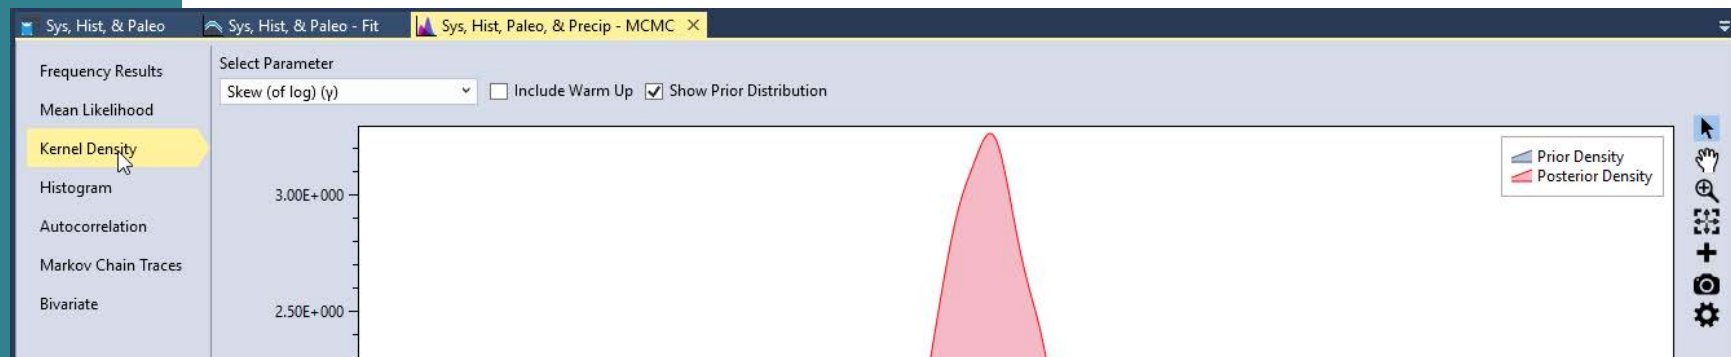 Sys, Hist, & Paleo
Sys, Hist, & Paleo - Fit
Sys, Hist, Paleo, & Precip - MCMC
Frequency Results
Mean Likelihood
Kernel Density
Histogram
Autocorrelation
Markov Chain Traces
Bivariate
Select Parameter
Skew (of log) (γ)
Include Warm Up
Show Prior Distribution
3.00E+000
2.50E+000
Prior Density
Posterior Density